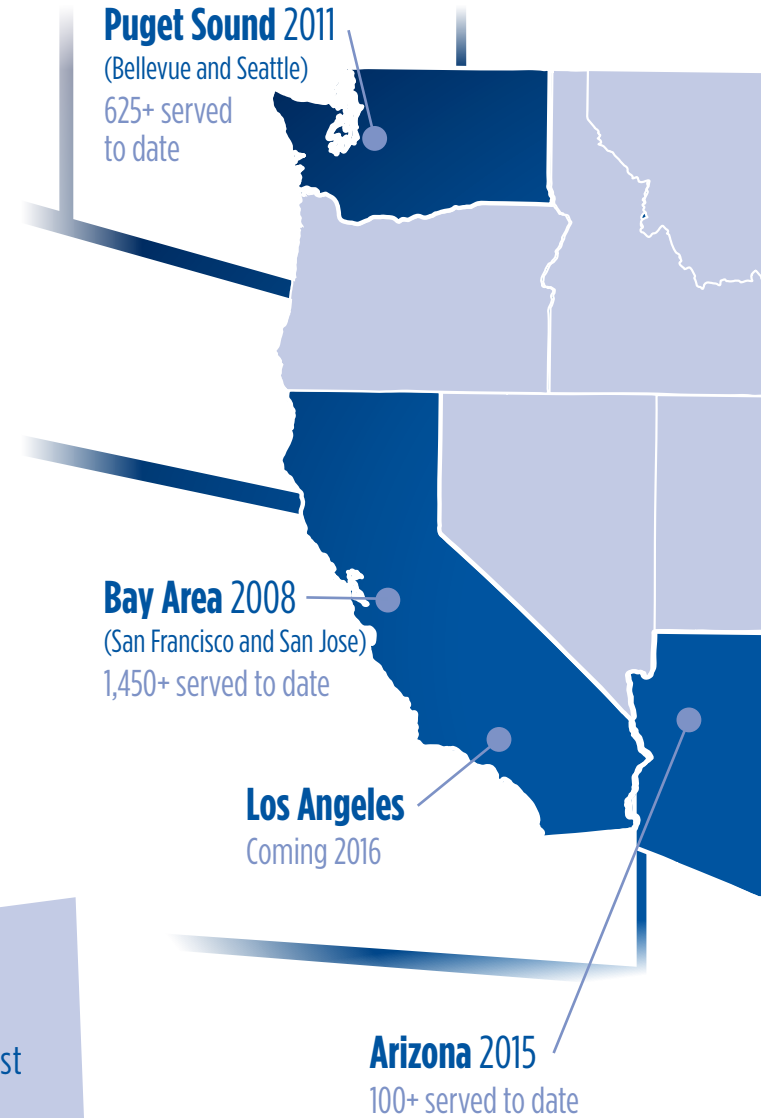 Puget Sound 2011
(Bellevue and Seattle)
625+ served
to date
Bay Area 2008
(San Francisco and San Jose)
1,450+ served to date
Los Angeles
Coming 2016
st
Arizona 2015
100+ served to date